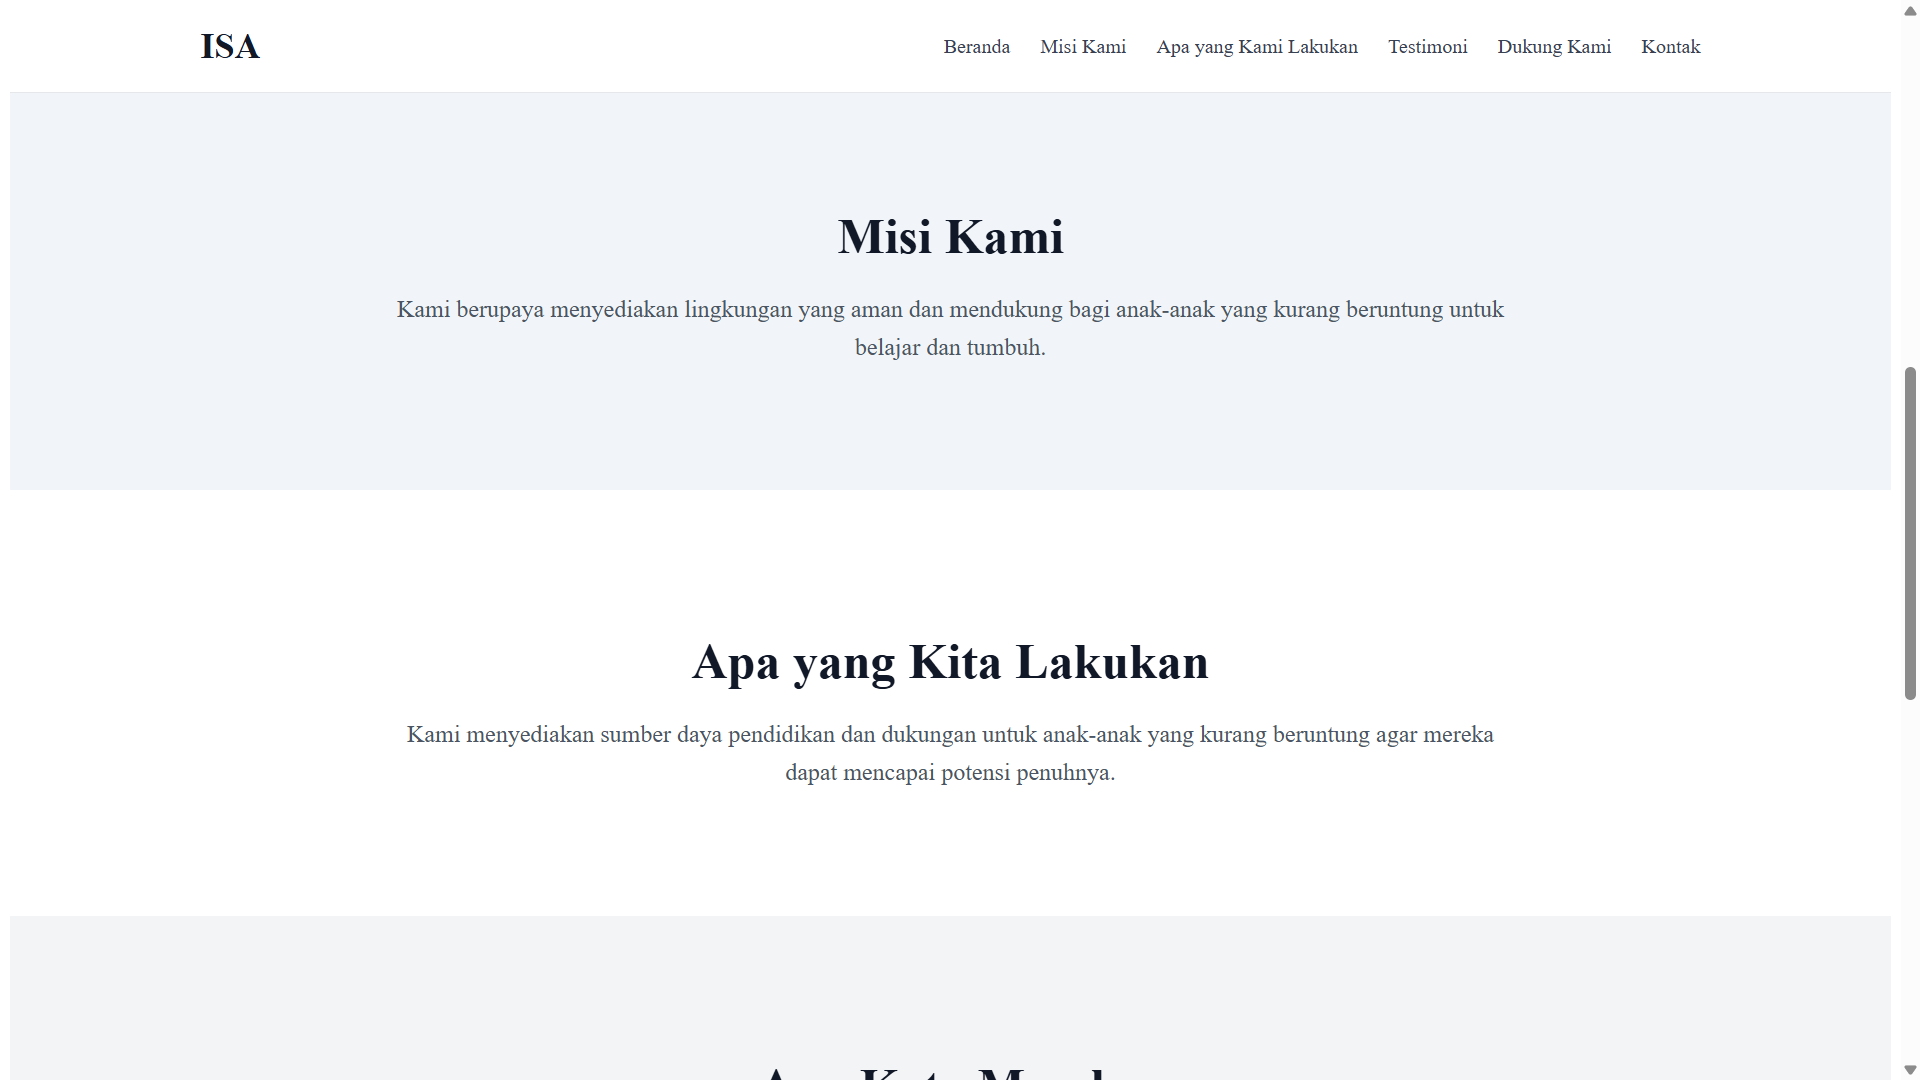 ISA
Beranda
Misi Kami
Apa yang Kami Lakukan
Testimoni
Dukung Kami
Kontak
Misi Kami
Kami berupaya menyediakan lingkungan yang aman dan mendukung bagi anak-anak yang kurang beruntung untuk
belajar dan tumbuh.
Apa yang Kita Lakukan
Kami menyediakan sumber daya pendidikan dan dukungan untuk anak-anak yang kurang beruntung agar mereka
dapat mencapai potensi penuhnya.